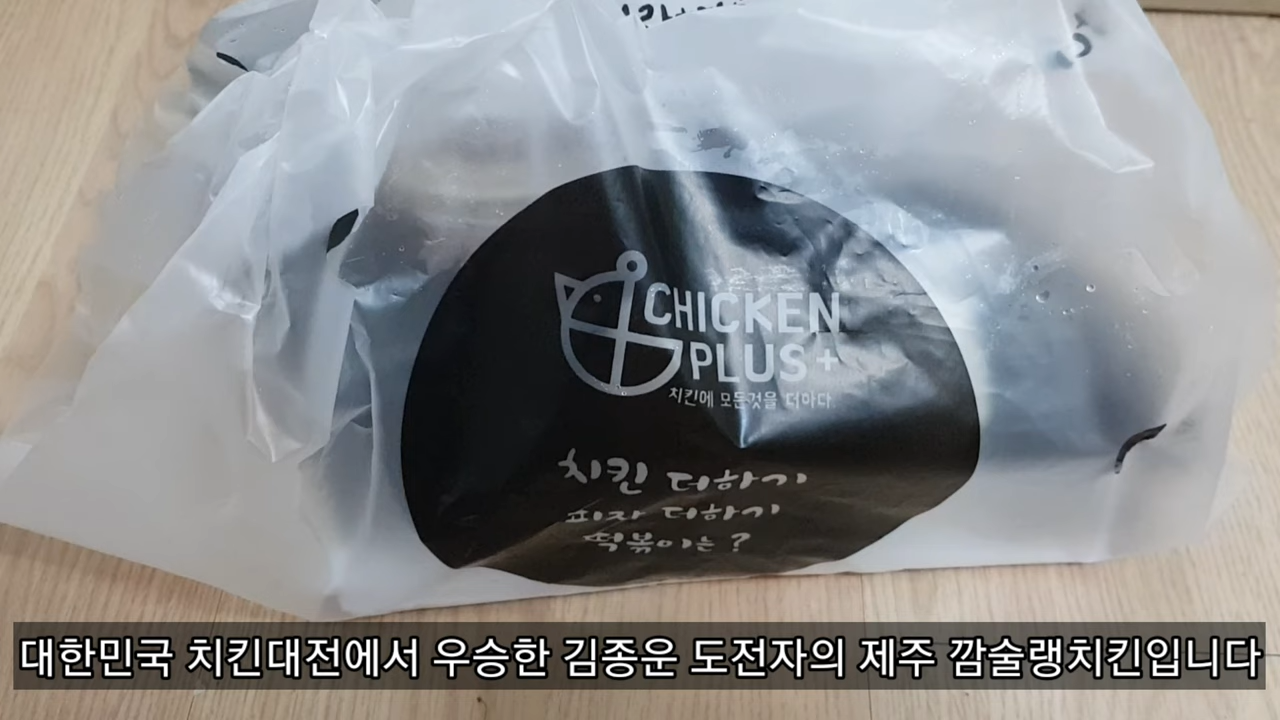 CHICKEN
PLUS+
치킨에 모든것을 더하다
치킨 더하기
피자 더하기
떡볶이는?
대한민국 치킨대전에서 우승한 김종운 도전자의 제주 깜술랭치킨입니다